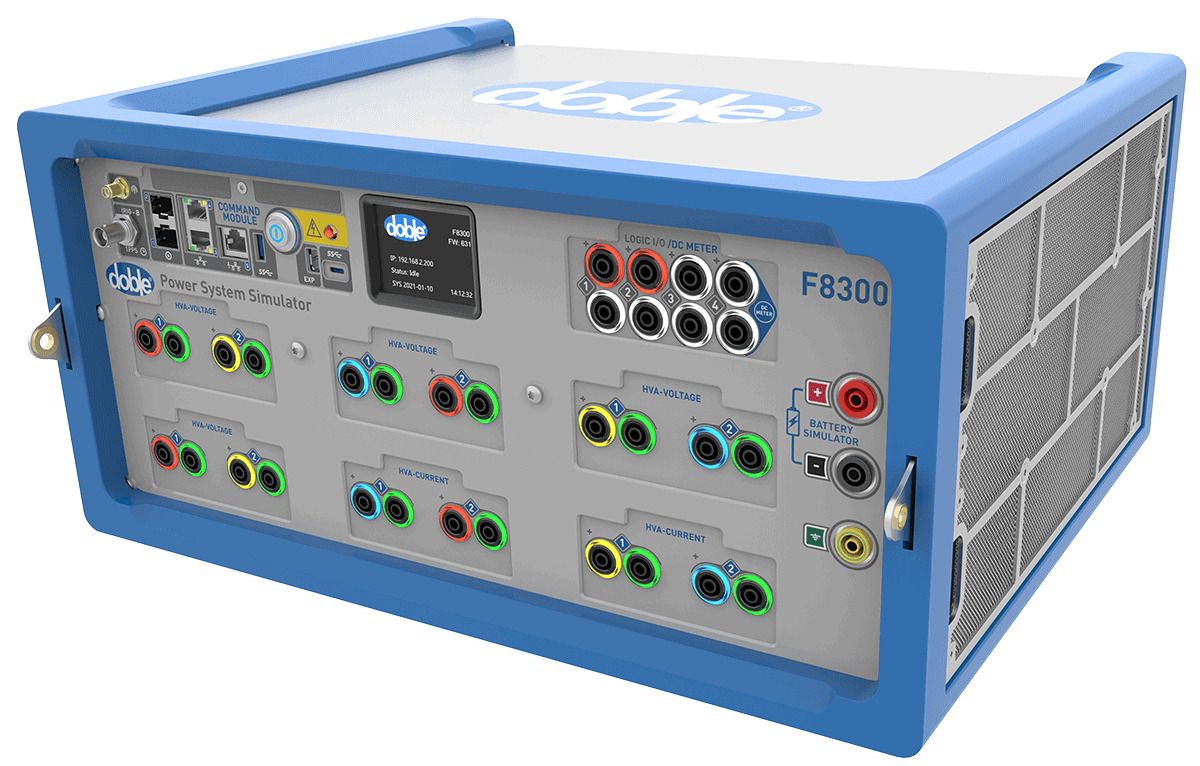 doble®
IRIG - B
1PPS
COMMAND
MODULE
EXP
doble
F8300
FW: 631
IP: 192.168.2.200
Status: Idle
SYS 2021-01-10
14:12:32
LOGIC I/O /DC METER
1
2
3
4
DC
METER
F8300
doble
Power System Simulator
HVA-VOLTAGE
+ 1
+ 2
HVA-VOLTAGE
+ 1
+ 2
HVA-VOLTAGE
+ 1
+ 2
+
BATTERY
SIMULATOR
-
HVA-VOLTAGE
+ 1
+ 2
HVA-CURRENT
+ 1
+ 2
HVA-CURRENT
+ 1
+ 2